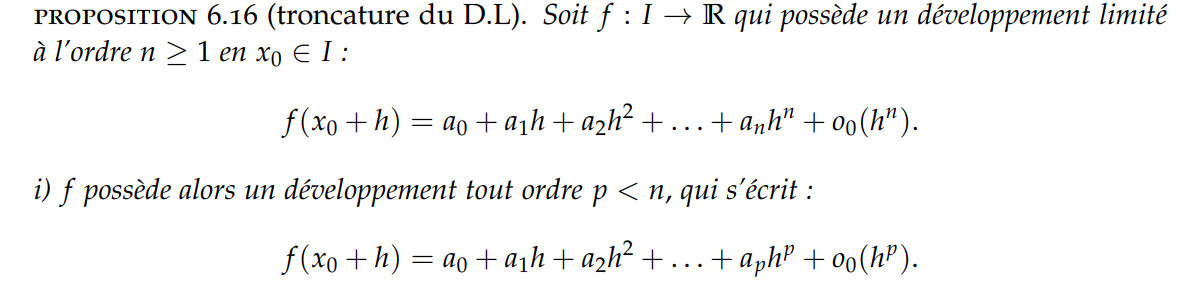 PROPOSITION 6.16 (troncature du D.L). Soit f : I → ℝ qui possède un développement limité
à l'ordre n ≥ 1 en x₀ ∈ I :
f(x₀ + h) = a₀ + a₁h + a₂h² + . . . + aₙhⁿ + o₀(hⁿ).
i) f possède alors un développement tout ordre p < n, qui s'écrit :
f(x₀ + h) = a₀ + a₁h + a₂h² + . . . + aₚhᵖ + o₀(hᵖ).